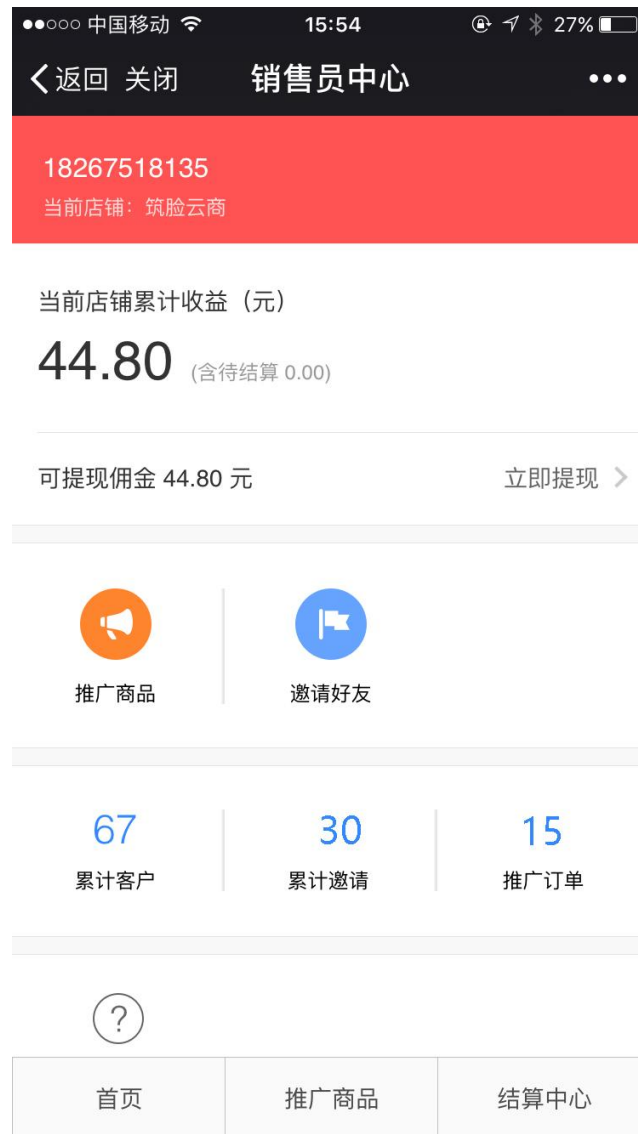 ●●○○○ 中国移动 15:54 27%
返回 关闭 销售员中心 •••
18267518135
当前店铺：筑脸云商
当前店铺累计收益（元）
44.80 (含待结算 0.00)
可提现佣金 44.80 元 立即提现
推广商品 邀请好友
67 30 15
累计客户 累计邀请 推广订单
?
首页 推广商品 结算中心